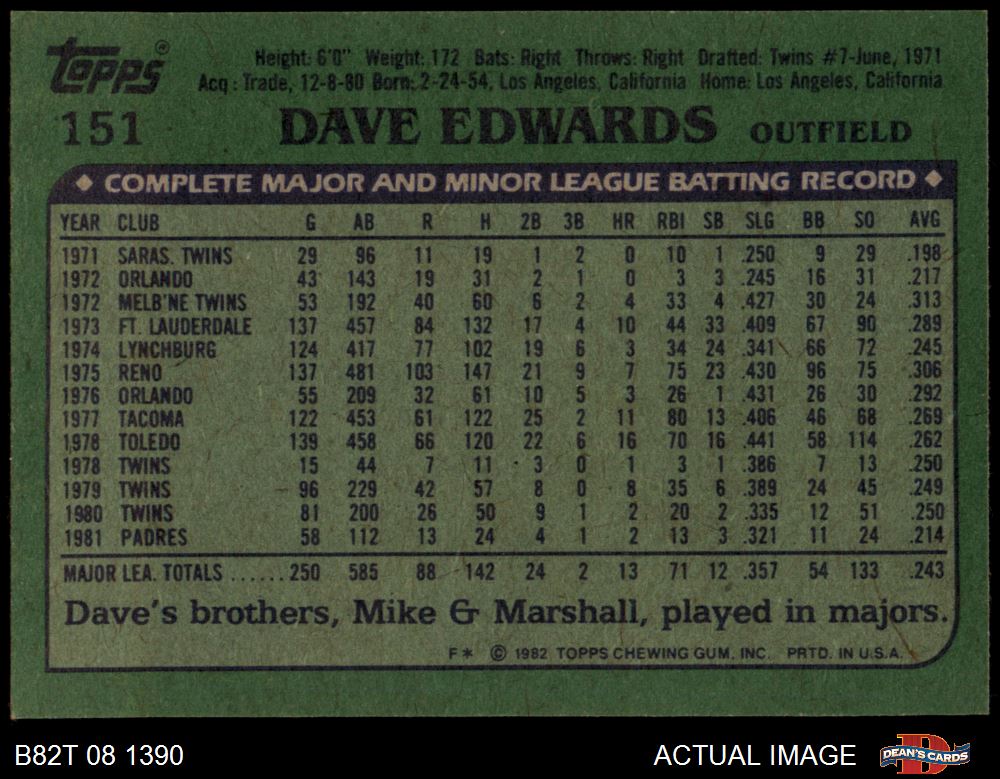 Topps®
Height: 6'0" Weight: 172 Bats: Right Throws: Right Drafted: Twins #7-June, 1971
Acq: Trade, 12-8-80 Born: 2-24-54, Los Angeles, California Home: Los Angeles, California
151 DAVE EDWARDS OUTFIELD
◆ COMPLETE MAJOR AND MINOR LEAGUE BATTING RECORD ◆
YEAR CLUB G AB R H 2B 3B HR RBI SB SLG BB SO AVG
1971 SARAS. TWINS 29 96 11 19 1 2 0 10 1 .250 9 29 .198
1972 ORLANDO 43 143 19 31 2 1 0 3 3 .245 16 31 .217
1972 MELB'NE TWINS 53 192 40 60 6 2 4 33 4 .427 30 24 .313
1973 FT. LAUDERDALE 137 457 84 132 17 4 10 44 33 .409 67 90 .289
1974 LYNCHBURG 124 417 77 102 19 6 3 34 24 .341 66 72 .245
1975 RENO 137 481 103 147 21 9 7 75 23 .430 96 75 .306
1976 ORLANDO 55 209 32 61 10 5 3 26 1 .431 26 30 .292
1977 TACOMA 122 453 61 122 25 2 11 80 13 .406 46 68 .269
1978 TOLEDO 139 458 66 120 22 6 16 70 16 .441 58 114 .262
1978 TWINS 15 44 7 11 3 0 1 3 1 .386 7 13 .250
1979 TWINS 96 229 42 57 8 0 8 35 6 .389 24 45 .249
1980 TWINS 81 200 26 50 9 1 2 20 2 .335 12 51 .250
1981 PADRES 58 112 13 24 4 1 2 13 3 .321 11 24 .214
MAJOR LEA. TOTALS ......250 585 88 142 24 2 13 71 12 .357 54 133 .243
Dave's brothers, Mike & Marshall, played in majors.
F* © 1982 TOPPS CHEWING GUM, INC. PRTD. IN U.S.A.
B82T 08 1390 ACTUAL IMAGE DEAN'S CARDS